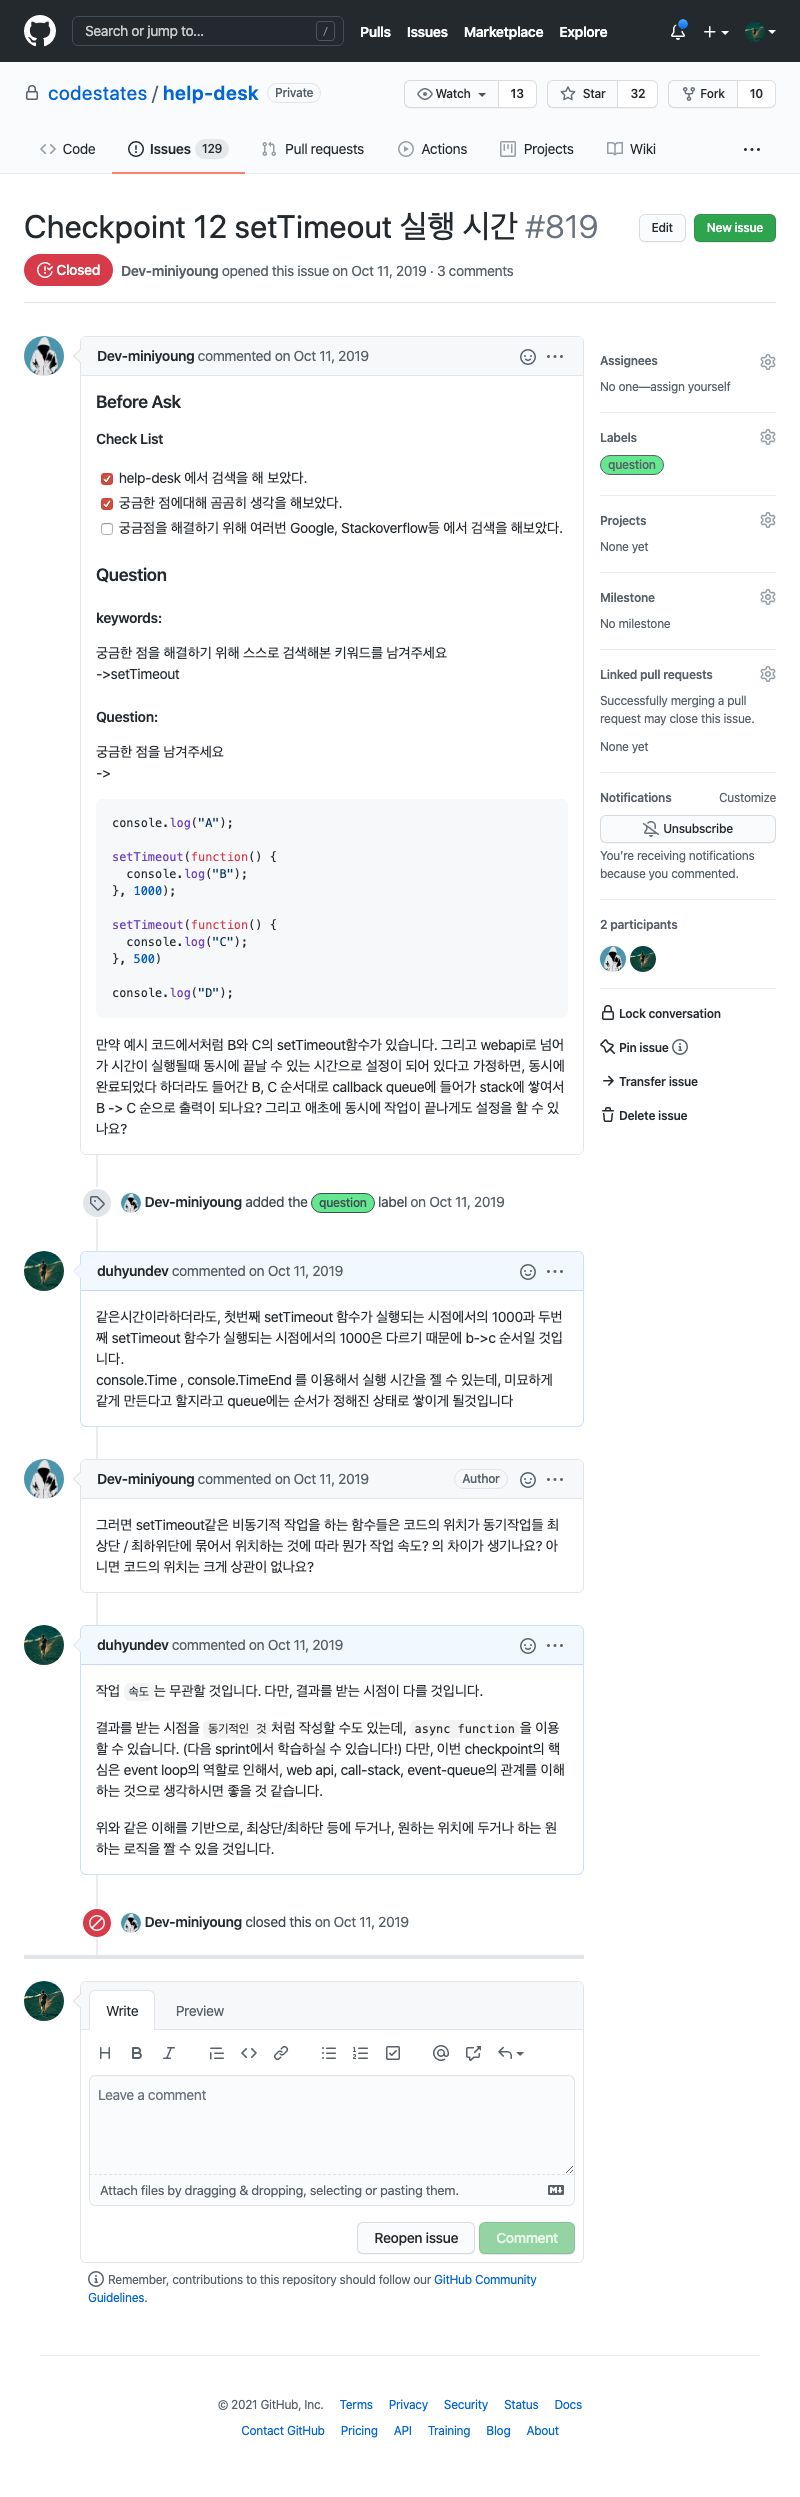 Search or jump to... /
Pulls Issues Marketplace Explore
codestates / help-desk Private
Watch 13 Star 32 Fork 10
Code Issues 129 Pull requests Actions Projects Wiki ...
Checkpoint 12 setTimeout 실행 시간 #819
Edit New issue
Closed Dev-miniyoung opened this issue on Oct 11, 2019 · 3 comments
Dev-miniyoung commented on Oct 11, 2019
Before Ask
Check List
help-desk 에서 검색을 해 보았다.
궁금한 점에대해 곰곰히 생각을 해보았다.
궁금점을 해결하기 위해 여러번 Google, Stackoverflow등 에서 검색을 해보았다.
Question
keywords:
궁금한 점을 해결하기 위해 스스로 검색해본 키워드를 남겨주세요
->setTimeout
Question:
궁금한 점을 남겨주세요
->
console.log("A");
setTimeout(function() {
console.log("B");
}, 1000);
setTimeout(function() {
console.log("C");
}, 500)
console.log("D");
만약 예시 코드에서처럼 B와 C의 setTimeout함수가 있습니다. 그리고 webapi로 넘어
가 시간이 실행될때 동시에 끝날 수 있는 시간으로 설정이 되어 있다고 가정하면, 동시에
완료되었다 하더라도 들어간 B, C 순서대로 callback queue에 들어가 stack에 쌓여서
B -> C 순으로 출력이 되나요? 그리고 애초에 동시에 작업이 끝나게도 설정을 할 수 있
나요?
Assignees
No one—assign yourself
Labels
question
Projects
None yet
Milestone
No milestone
Linked pull requests
Successfully merging a pull
request may close this issue.
None yet
Notifications Customize
Unsubscribe
You're receiving notifications
because you commented.
2 participants
Lock conversation
Pin issue
Transfer issue
Delete issue
Dev-miniyoung added the question label on Oct 11, 2019
duhyundev commented on Oct 11, 2019
같은시간이라하더라도, 첫번째 setTimeout 함수가 실행되는 시점에서의 1000과 두번
째 setTimeout 함수가 실행되는 시점에서의 1000은 다르기 때문에 b->c 순서일 것입
니다.
console.Time , console.TimeEnd 를 이용해서 실행 시간을 잴 수 있는데, 미묘하게
같게 만든다고 할지라고 queue에는 순서가 정해진 상태로 쌓이게 될것입니다
Dev-miniyoung commented on Oct 11, 2019 Author
그러면 setTimeout같은 비동기적 작업을 하는 함수들은 코드의 위치가 동기작업들 최
상단 / 최하위단에 묶어서 위치하는 것에 따라 뭔가 작업 속도? 의 차이가 생기나요? 아
니면 코드의 위치는 크게 상관이 없나요?
duhyundev commented on Oct 11, 2019
작업 속도 는 무관할 것입니다. 다만, 결과를 받는 시점이 다를 것입니다.
결과를 받는 시점을 동기적인 것 처럼 작성할 수도 있는데, async function 을 이용
할 수 있습니다. (다음 sprint에서 학습하실 수 있습니다!) 다만, 이번 checkpoint의 핵
심은 event loop의 역할로 인해서, web api, call-stack, event-queue의 관계를 이해
하는 것으로 생각하시면 좋을 것 같습니다.
위와 같은 이해를 기반으로, 최상단/최하단 등에 두거나, 원하는 위치에 두거나 하는 원
하는 로직을 짤 수 있을 것입니다.
Dev-miniyoung closed this on Oct 11, 2019
Write Preview
Leave a comment
Attach files by dragging & dropping, selecting or pasting them.
Reopen issue Comment
Remember, contributions to this repository should follow our GitHub Community
Guidelines.
© 2021 GitHub, Inc. Terms Privacy Security Status Docs
Contact GitHub Pricing API Training Blog About